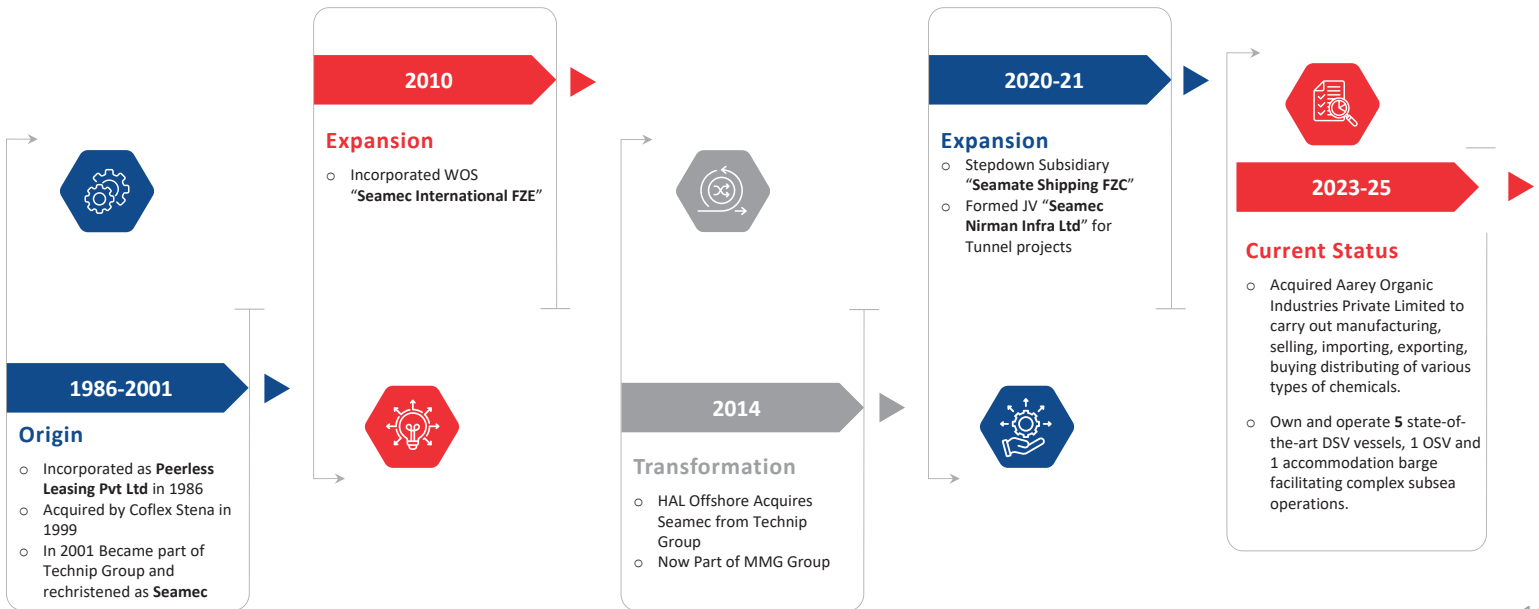 1986-2001
Origin
○ Incorporated as Peerless
Leasing Pvt Ltd in 1986
○ Acquired by Coflex Stena in
1999
○ In 2001 Became part of
Technip Group and
rechristened as Seamec
2010
Expansion
○ Incorporated WOS
“Seamec International FZE”
2014
Transformation
○ HAL Offshore Acquires
Seamec from Technip
Group
○ Now Part of MMG Group
2020-21
Expansion
○ Stepdown Subsidiary
“Seamate Shipping FZC”
○ Formed JV “Seamec
Nirman Infra Ltd” for
Tunnel projects
2023-25
Current Status
○ Acquired Aarey Organic
Industries Private Limited to
carry out manufacturing,
selling, importing, exporting,
buying distributing of various
types of chemicals.
○ Own and operate 5 state-of-
the-art DSV vessels, 1 OSV and
1 accommodation barge
facilitating complex subsea
operations.